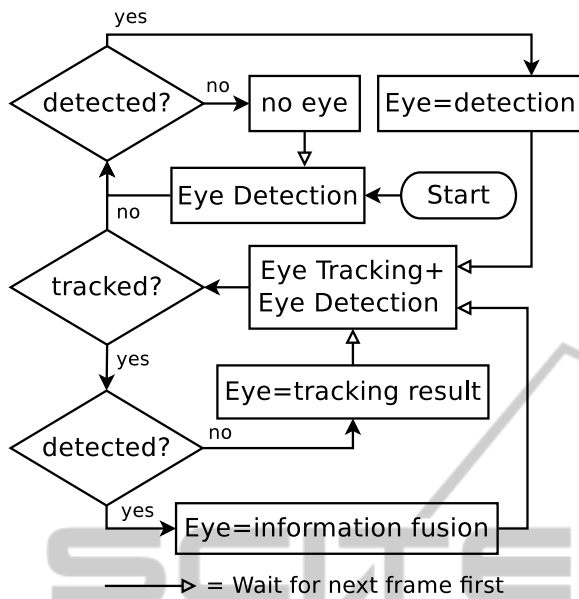 yes
detected?
no
no eye
Eye=detection
Eye Detection
Start
no
tracked?
Eye Tracking+
Eye Detection
yes
Eye=tracking result
detected?
no
yes
Eye=information fusion
SCITE
= Wait for next frame first